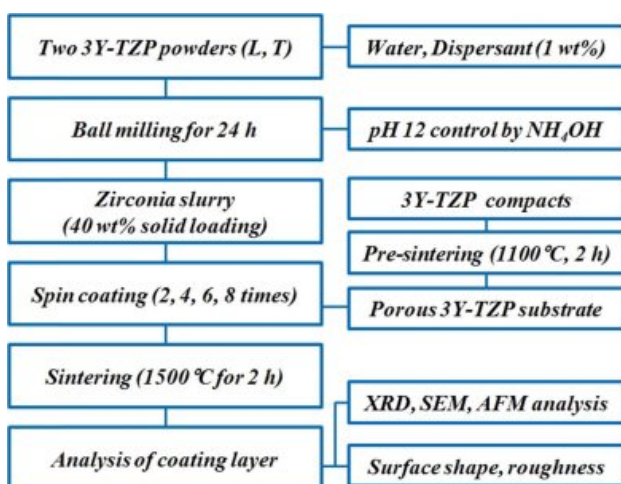 Two 3Y-TZP powders (L, T)
Water, Dispersant (1 wt%)
Ball milling for 24 h
pH 12 control by NH₄OH
Zirconia slurry
(40 wt% solid loading)
3Y-TZP compacts
Pre-sintering (1100℃, 2 h)
Spin coating (2, 4, 6, 8 times)
Porous 3Y-TZP substrate
Sintering (1500℃ for 2 h)
XRD, SEM, AFM analysis
Analysis of coating layer
Surface shape, roughness